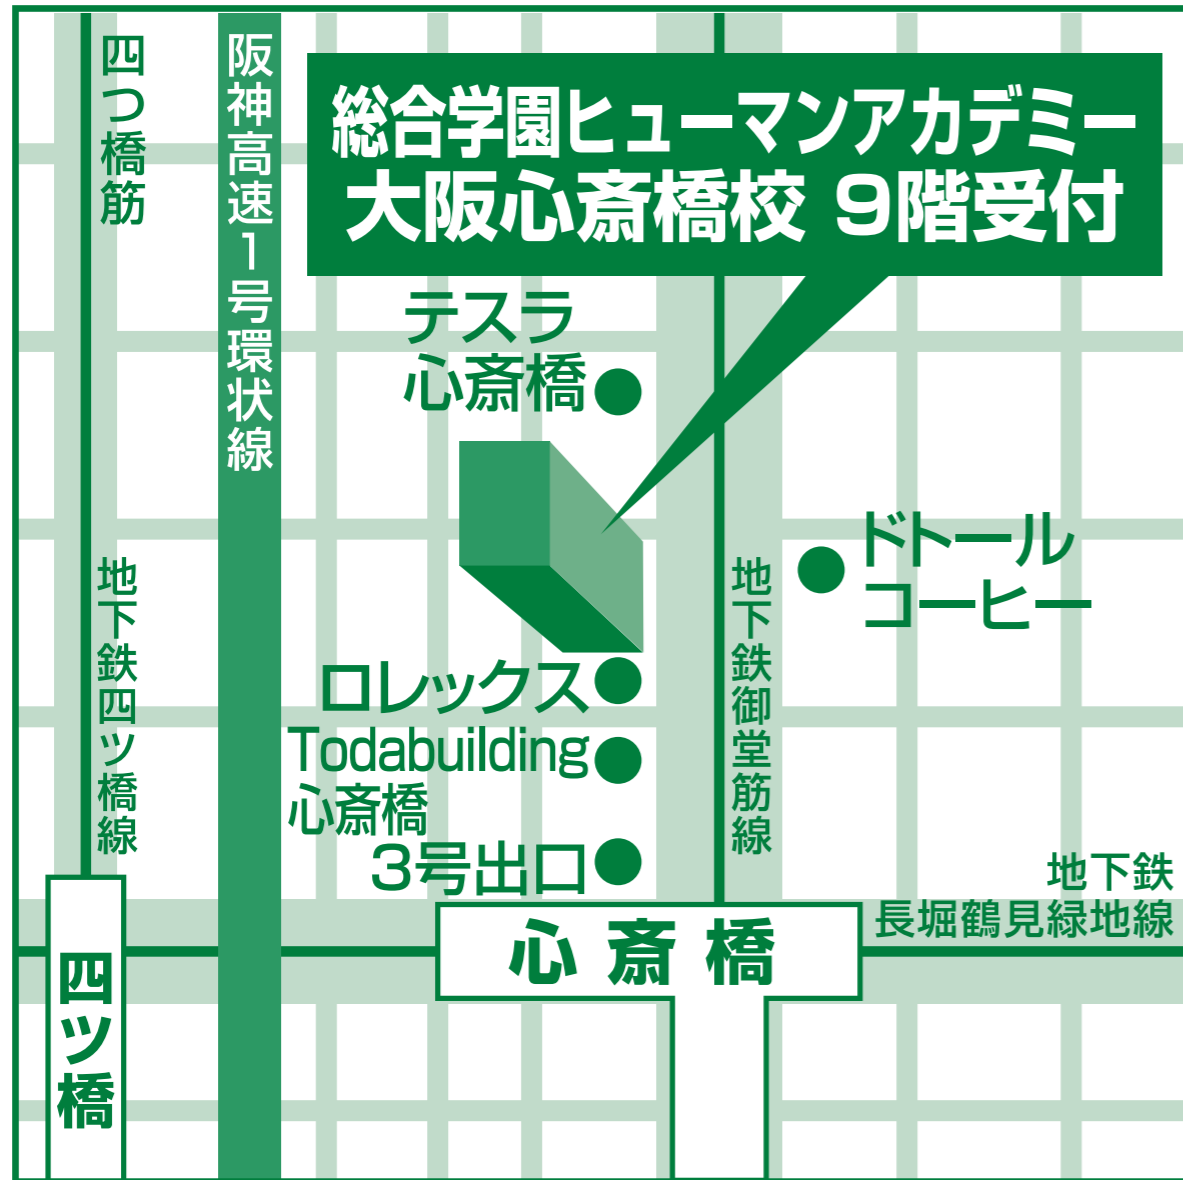 四つ橋筋
阪神高速1号環状線
総合学園ヒューマンアカデミー
大阪心斎橋校 9階受付
テスラ
心斎橋
ドトール
コーヒー
地下鉄四ツ橋線
地下鉄御堂筋線
ロレックス
Todabuilding
心斎橋
3号出口
地下鉄
長堀鶴見緑地線
心斎橋
四ツ橋